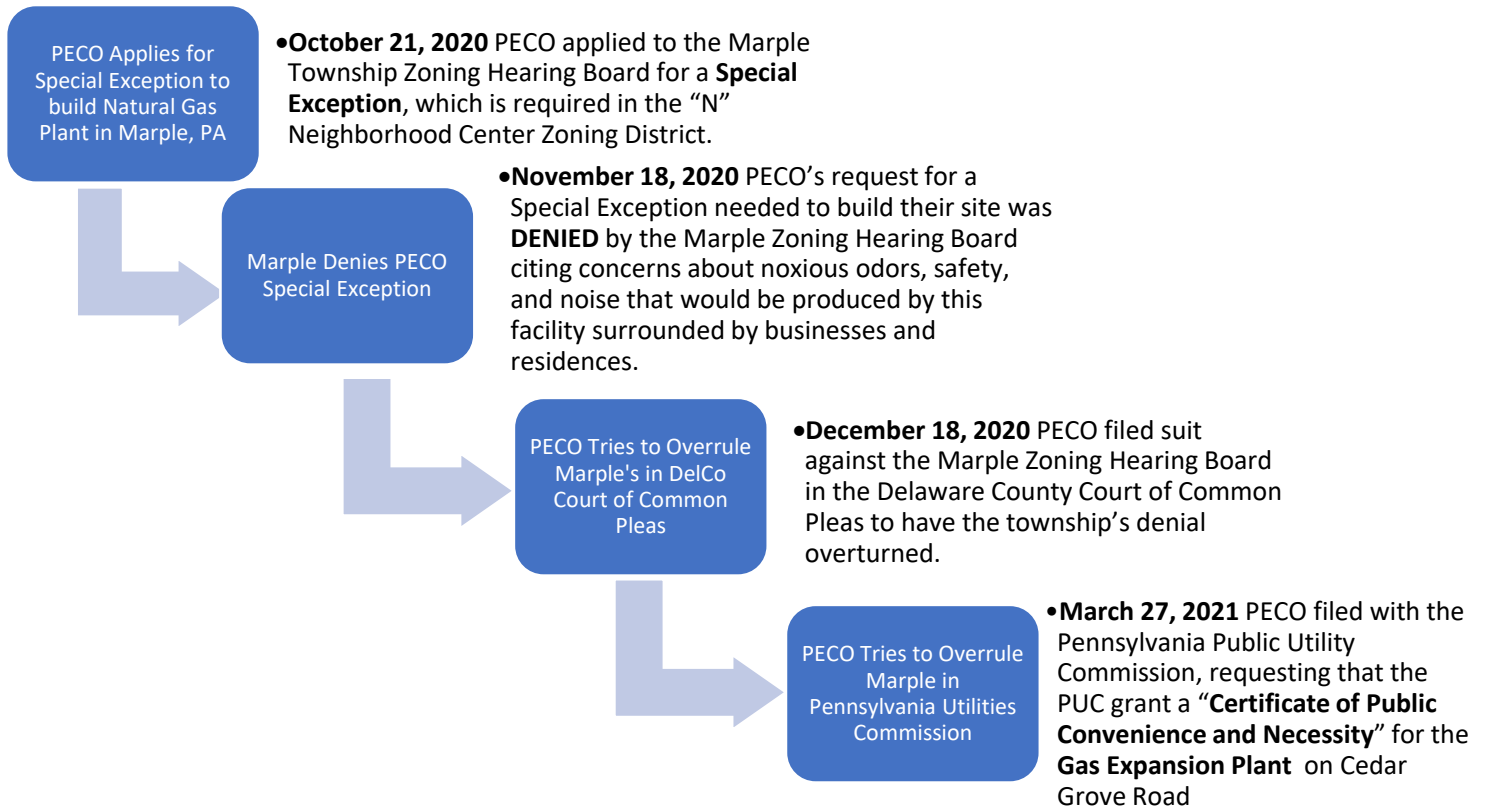 PECO Applies for
Special Exception to
build Natural Gas
Plant in Marple, PA
•October 21, 2020 PECO applied to the Marple
Township Zoning Hearing Board for a Special
Exception, which is required in the “N”
Neighborhood Center Zoning District.
Marple Denies PECO
Special Exception
•November 18, 2020 PECO’s request for a
Special Exception needed to build their site was
DENIED by the Marple Zoning Hearing Board
citing concerns about noxious odors, safety,
and noise that would be produced by this
facility surrounded by businesses and
residences.
PECO Tries to Overrule
Marple's in DelCo
Court of Common
Pleas
•December 18, 2020 PECO filed suit
against the Marple Zoning Hearing Board
in the Delaware County Court of Common
Pleas to have the township’s denial
overturned.
PECO Tries to Overrule
Marple in
Pennsylvania Utilities
Commission
•March 27, 2021 PECO filed with the
Pennsylvania Public Utility
Commission, requesting that the
PUC grant a “Certificate of Public
Convenience and Necessity” for the
Gas Expansion Plant on Cedar
Grove Road